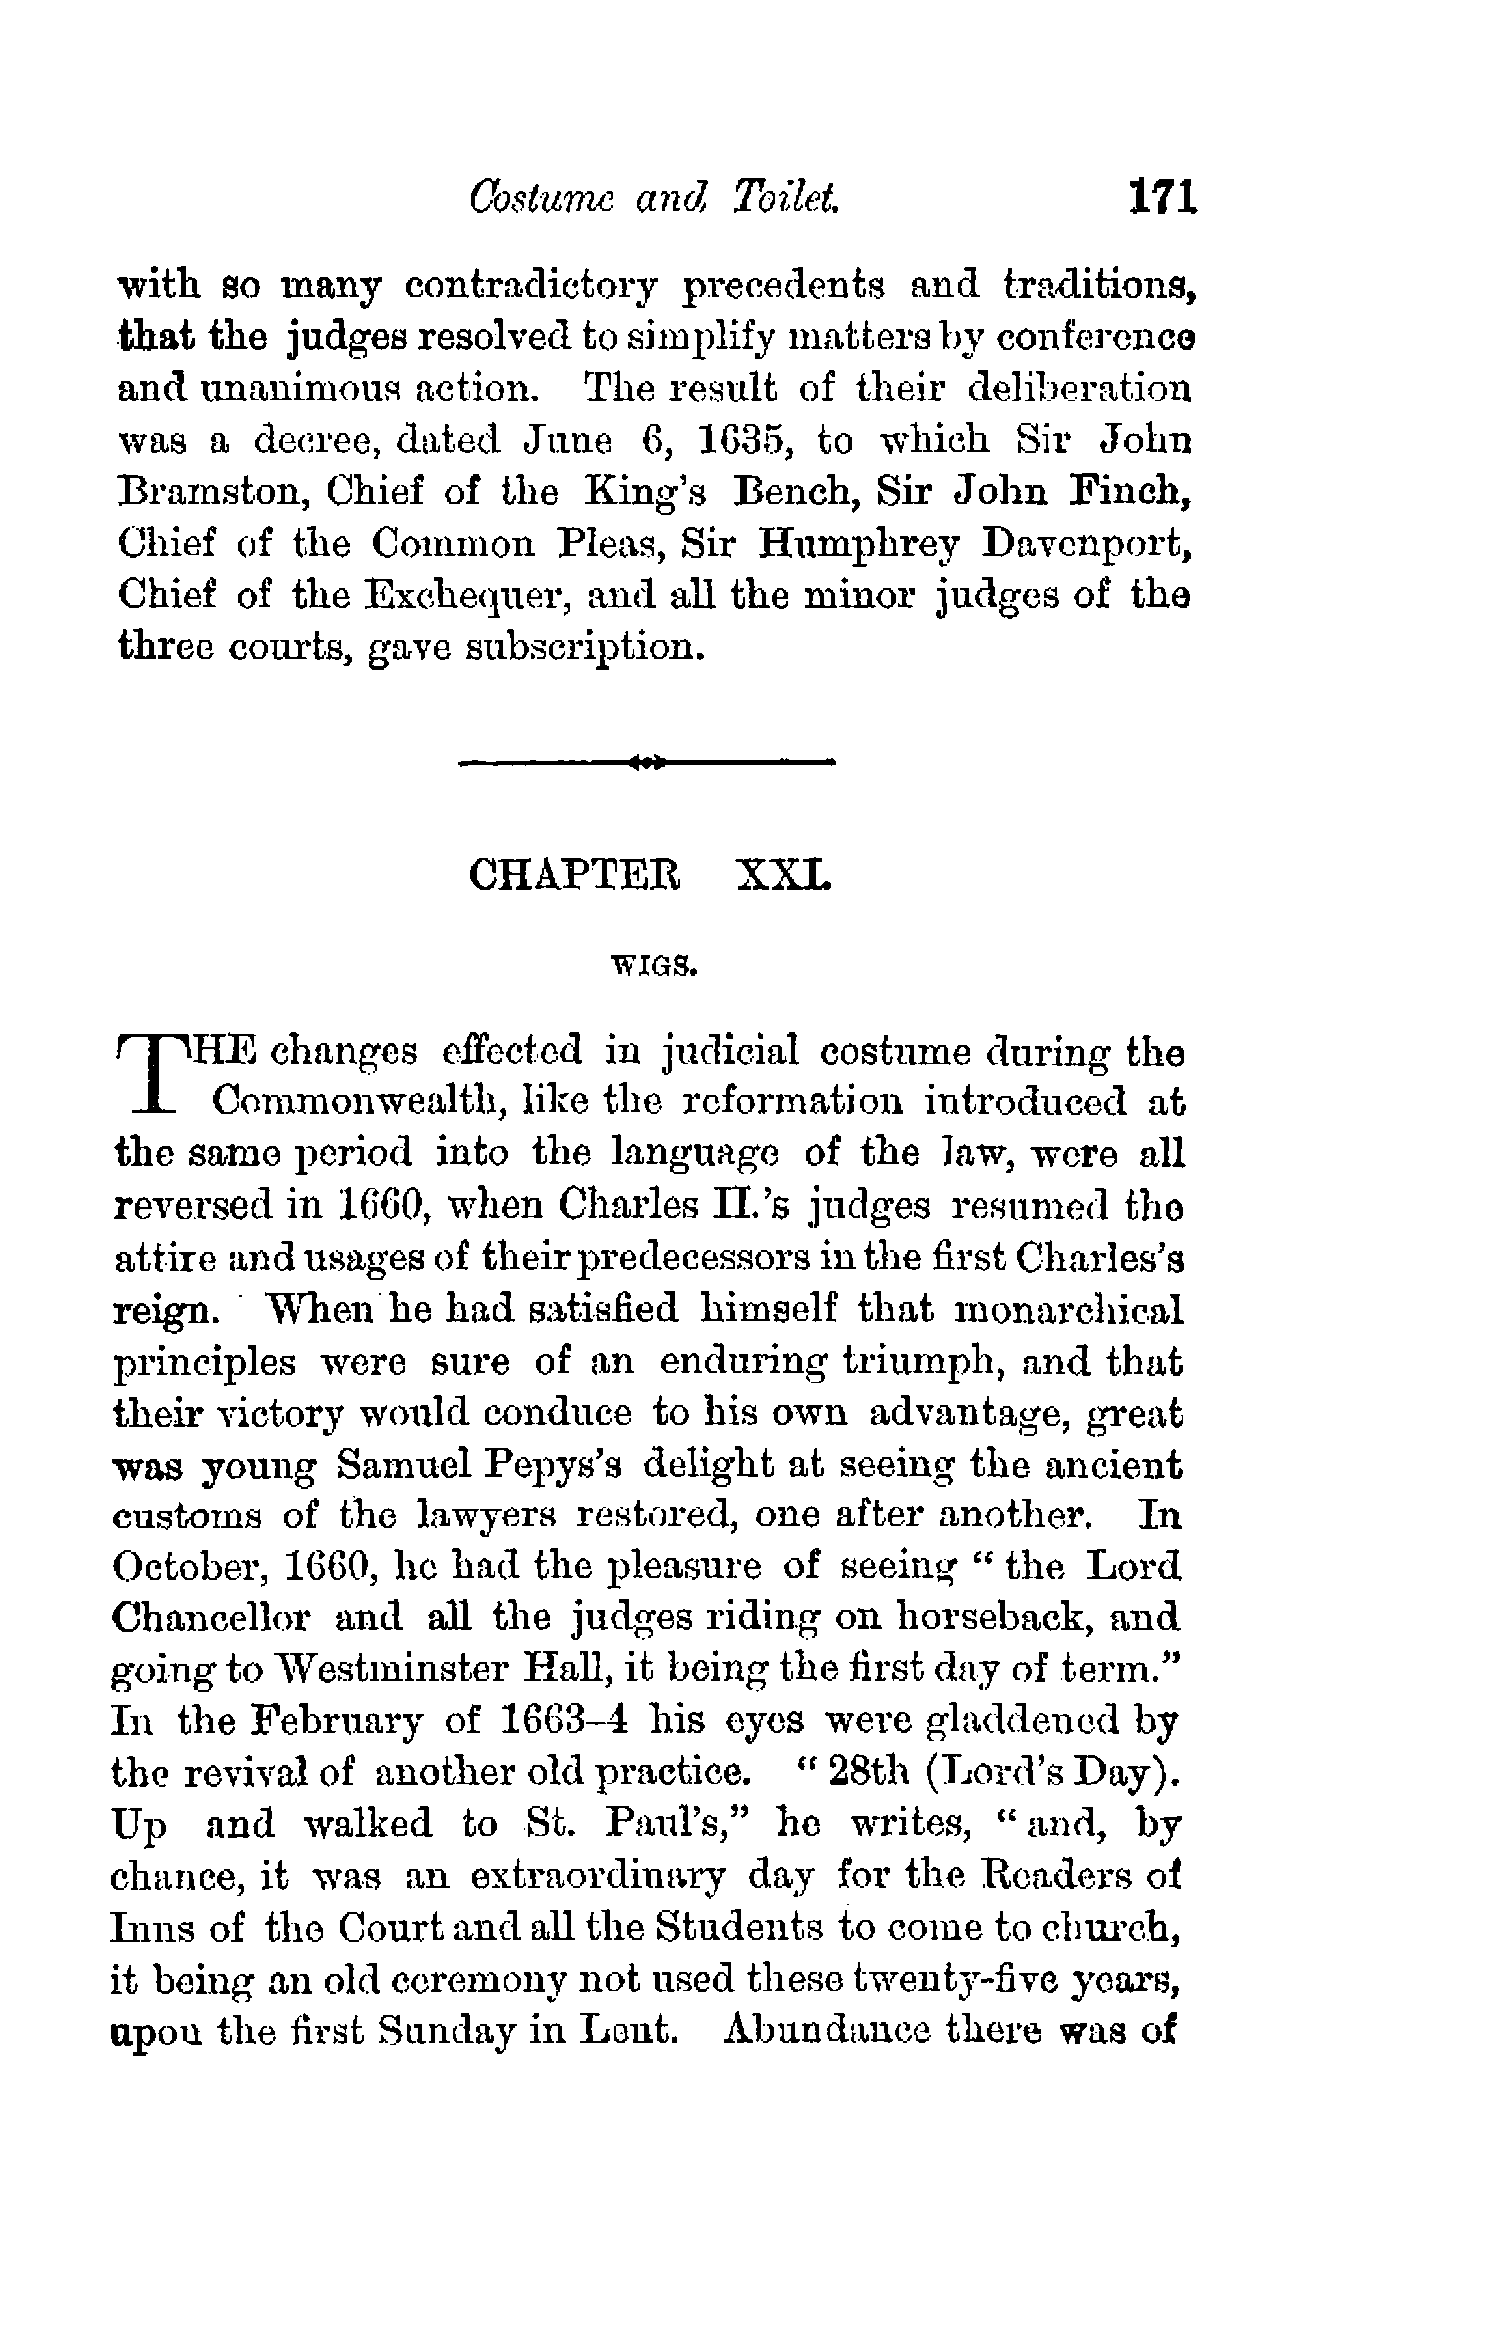 Costume and Toilet. 171
with so many contradictory precedents and traditions,
that the judges resolved to simplify matters by conference
and unanimous action. The result of their deliberation
was a decree, dated June 6, 1635, to which Sir John
Bramston, Chief of the King's Bench, Sir John Finch,
Chief of the Common Pleas, Sir Humphrey Davenport,
Chief of the Exchequer, and all the minor judges of the
three courts, gave subscription.
CHAPTER XXI.
WIGS.
THE changes effected in judicial costume during the
Commonwealth, like the reformation introduced at
the same period into the language of the law, were all
reversed in 1660, when Charles II.'s judges resumed the
attire and usages of their predecessors in the first Charles's
reign. When he had satisfied himself that monarchical
principles were sure of an enduring triumph, and that
their victory would conduce to his own advantage, great
was young Samuel Pepys's delight at seeing the ancient
customs of the lawyers restored, one after another. In
October, 1660, he had the pleasure of seeing "the Lord
Chancellor and all the judges riding on horseback, and
going to Westminster Hall, it being the first day of term."
In the February of 1663–4 his eyes were gladdened by
the revival of another old practice. "28th (Lord's Day).
Up and walked to St. Paul's," he writes, "and, by
chance, it was an extraordinary day for the Readers of
Inns of the Court and all the Students to come to church,
it being an old ceremony not used these twenty-five years,
upon the first Sunday in Lent. Abundance there was of